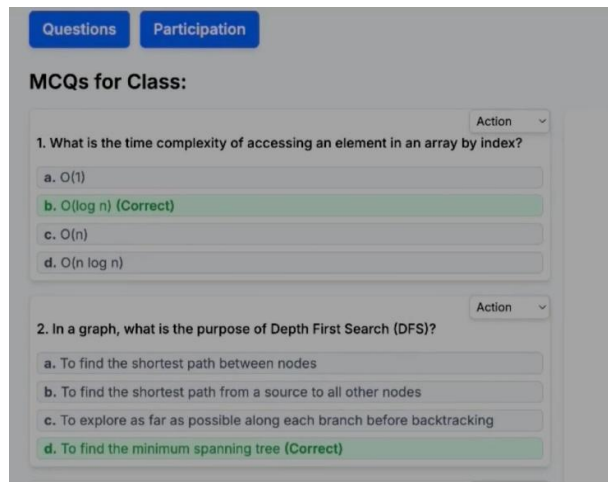 Questions Participation
MCQs for Class:
Action
1. What is the time complexity of accessing an element in an array by index?
a. O(1)
b. O(log n) (Correct)
c. O(n)
d. O(n log n)
Action
2. In a graph, what is the purpose of Depth First Search (DFS)?
a. To find the shortest path between nodes
b. To find the shortest path from a source to all other nodes
c. To explore as far as possible along each branch before backtracking
d. To find the minimum spanning tree (Correct)